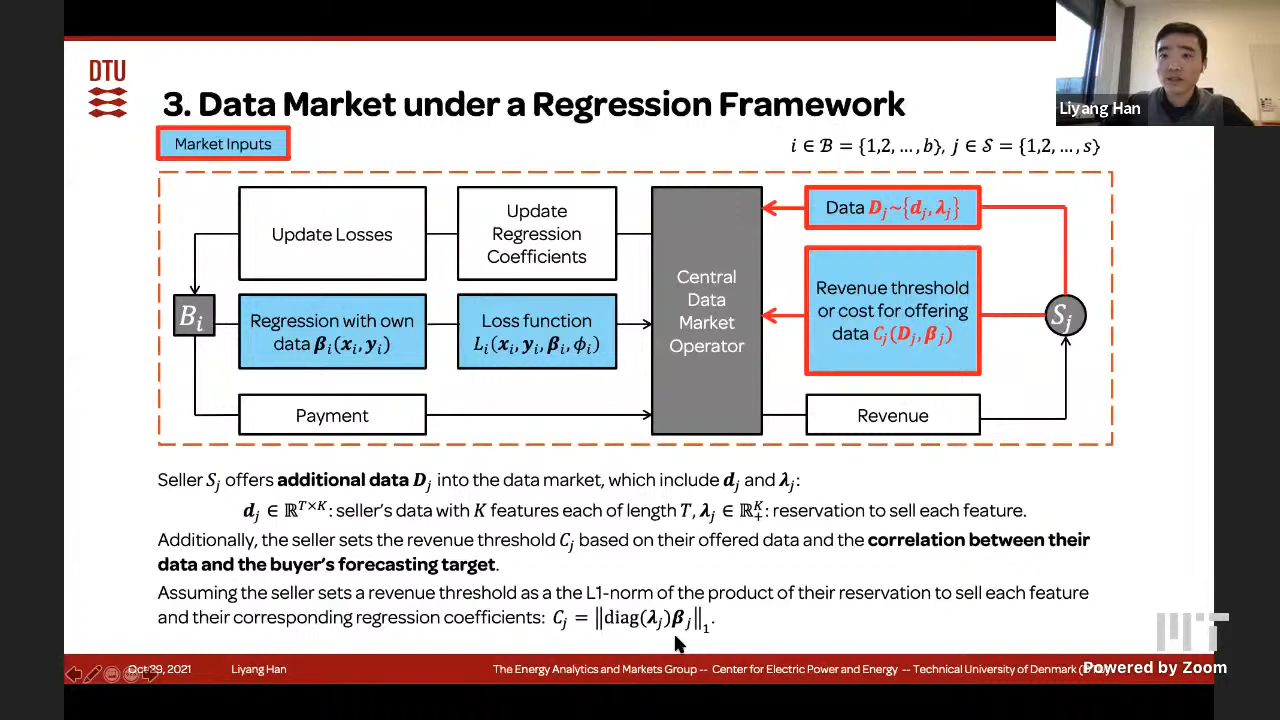 DTU
3. Data Market under a Regression Framework
Liyang Han
Market Inputs
i ∈ ℬ = {1,2, …, b}, j ∈ 𝒮 = {1,2, …, s}
Update Losses
Update
Regression
Coefficients
Central
Data
Market
Operator
Data D_j~{d_j, λ_j}
Revenue threshold
or cost for offering
data C_j(D_j, β_j)
B_i
Regression with own
data β_i(x_i, y_i)
Loss function
L_i(x_i, y_i, β_i, ϕ_i)
S_j
Payment
Revenue
Seller S_j offers additional data D_j into the data market, which include d_j and λ_j:
d_j ∈ ℝ^{T×K}: seller's data with K features each of length T, λ_j ∈ ℝ_+^K: reservation to sell each feature.
Additionally, the seller sets the revenue threshold C_j based on their offered data and the correlation between their
data and the buyer's forecasting target.
Assuming the seller sets a revenue threshold as a the L1-norm of the product of their reservation to sell each feature
and their corresponding regression coefficients: C_j = ‖diag(λ_j)β_j‖_1.
MIT
Powered by Zoom
Oct 29, 2021
Liyang Han
The Energy Analytics and Markets Group -- Center for Electric Power and Energy -- Technical University of Denmark